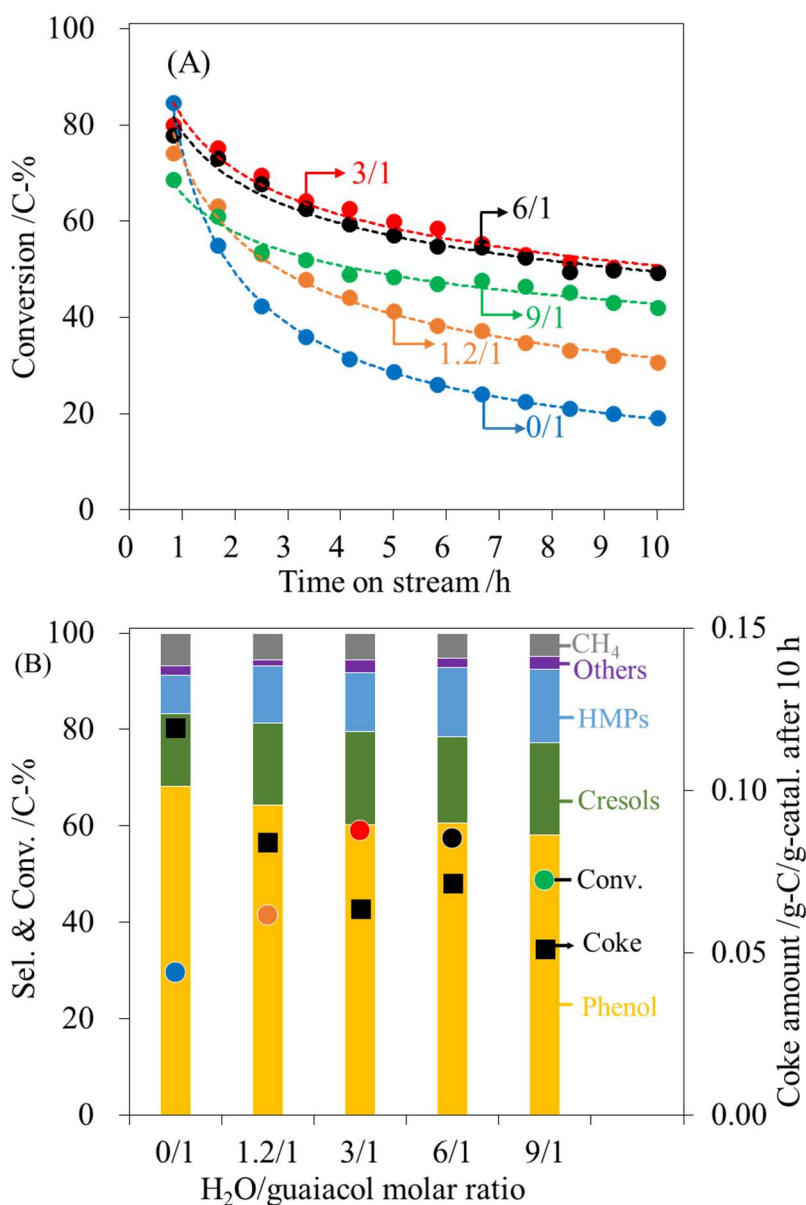 100
(A)
80
60
40
20
0
Conversion /C-%
3/1
6/1
9/1
1.2/1
0/1
0 1 2 3 4 5 6 7 8 9 10
Time on stream /h
(B)
100
80
60
40
20
0
Sel. & Conv. /C-%
CH₄
Others
HMPs
Cresols
Conv.
Coke
Phenol
0.15
0.10
0.05
0.00
Coke amount /g-C/g-catal. after 10 h
0/1 1.2/1 3/1 6/1 9/1
H₂O/guaiacol molar ratio